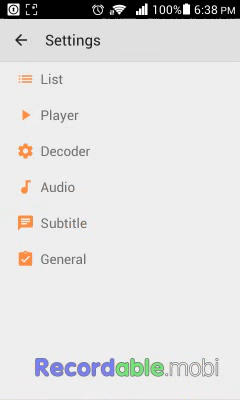 100% 6:38 PM
Settings
List
Player
Decoder
Audio
Subtitle
General
Recordable.mobi